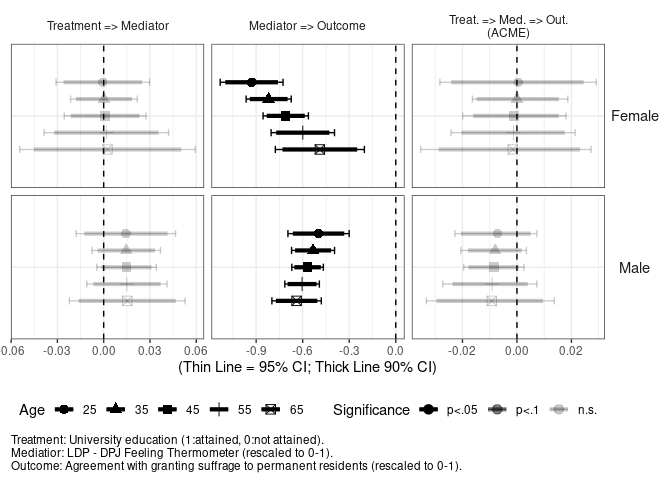 Treatment => Mediator
Mediator => Outcome
Treat. => Med. => Out.
(ACME)
Female
Male
-0.06 -0.03 0.00 0.03 0.06
-0.9 -0.6 -0.3 0.0
-0.02 0.00 0.02
(Thin Line = 95% CI; Thick Line 90% CI)
Age 25 35 45 55 65
Significance p<.05 p<.1 n.s.
Treatment: University education (1:attained, 0:not attained).
Mediatior: LDP - DPJ Feeling Thermometer (rescaled to 0-1).
Outcome: Agreement with granting suffrage to permanent residents (rescaled to 0-1).